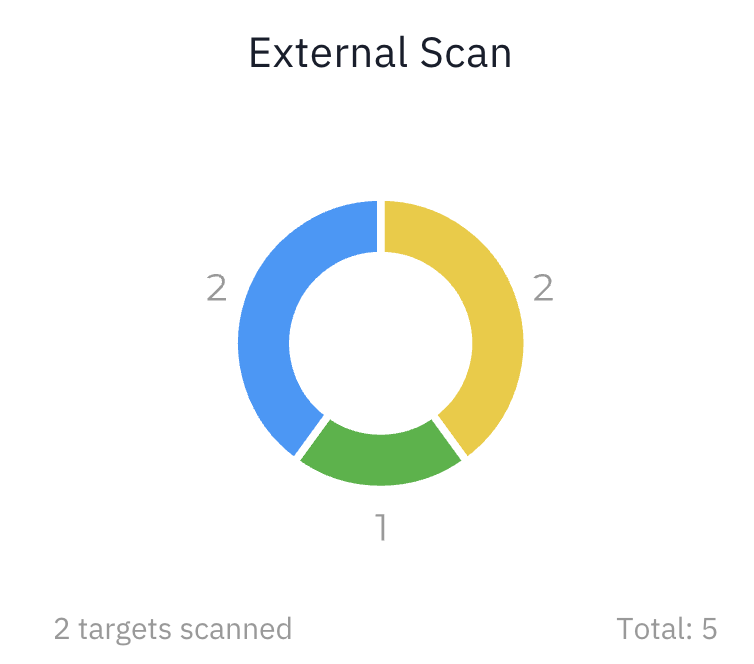 External Scan
2
2
1
2 targets scanned
Total: 5